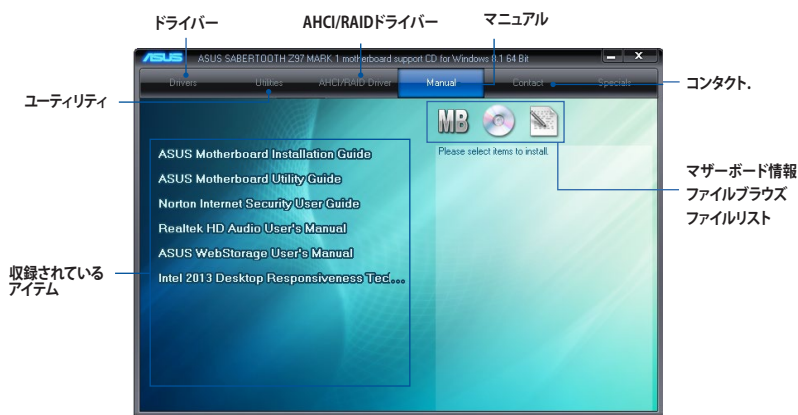 ドライバー
AHCI/RAIDドライバー
マニュアル
ASUS
ASUS SABERTOOTH Z97 MARK 1 motherboard support CD for Windows 8.1 64 Bit
Drivers
Utilities
AHCI/RAID Driver
Manual
Contact
Specials
コンタクト.
ユーティリティ
MB
Please select items to install.
ASUS Motherboard Installation Guide
ASUS Motherboard Utility Guide
Norton Internet Security User Guide
Realtek HD Audio User's Manual
ASUS WebStorage User's Manual
Intel 2013 Desktop Responsiveness Tecl...
マザーボード情報
ファイルブラウズ
ファイルリスト
収録されている
アイテム